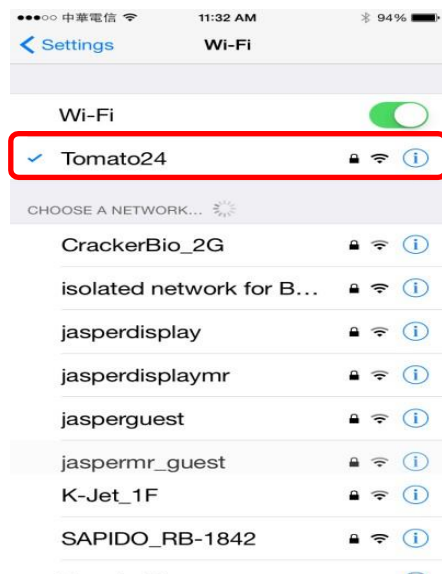 中華電信 11:32 AM 94%
Settings Wi-Fi
Wi-Fi
Tomato24
CHOOSE A NETWORK...
CrackerBio_2G
isolated network for B...
jasperdisplay
jasperdisplaymr
jasperguest
jaspermr_guest
K-Jet_1F
SAPIDO_RB-1842